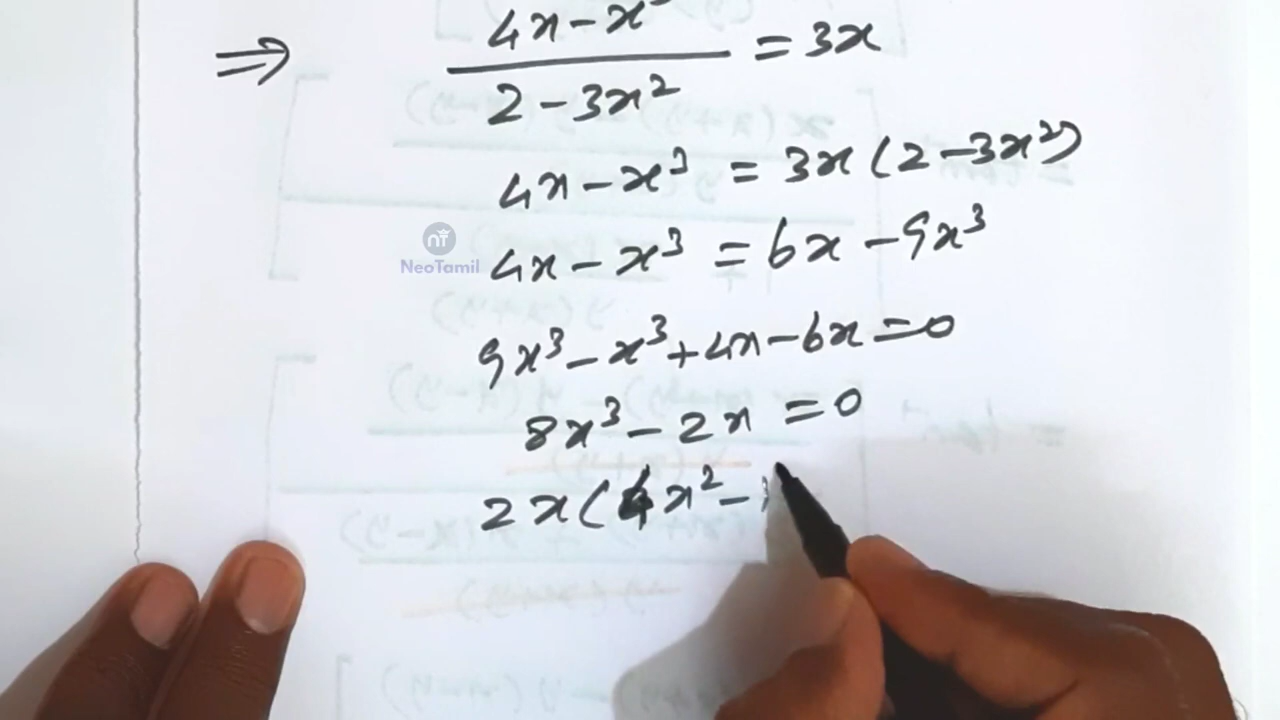 ⇒ 4x - x
= 3x
2 - 3x²
4x - x³ = 3x (2 - 3x²)
NT
NeoTamil
4x - x³ = 6x - 9x³
9x³ - x³ + 4x - 6x = 0
8x³ - 2x = 0
2x (4x² -